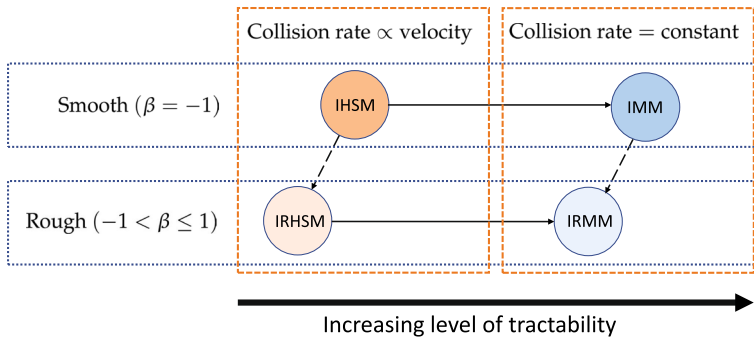 Collision rate ∝ velocity
Collision rate = constant
Smooth (β = −1)
IHSM
IMM
Rough (−1 < β ≤ 1)
IRHSM
IRMM
Increasing level of tractability